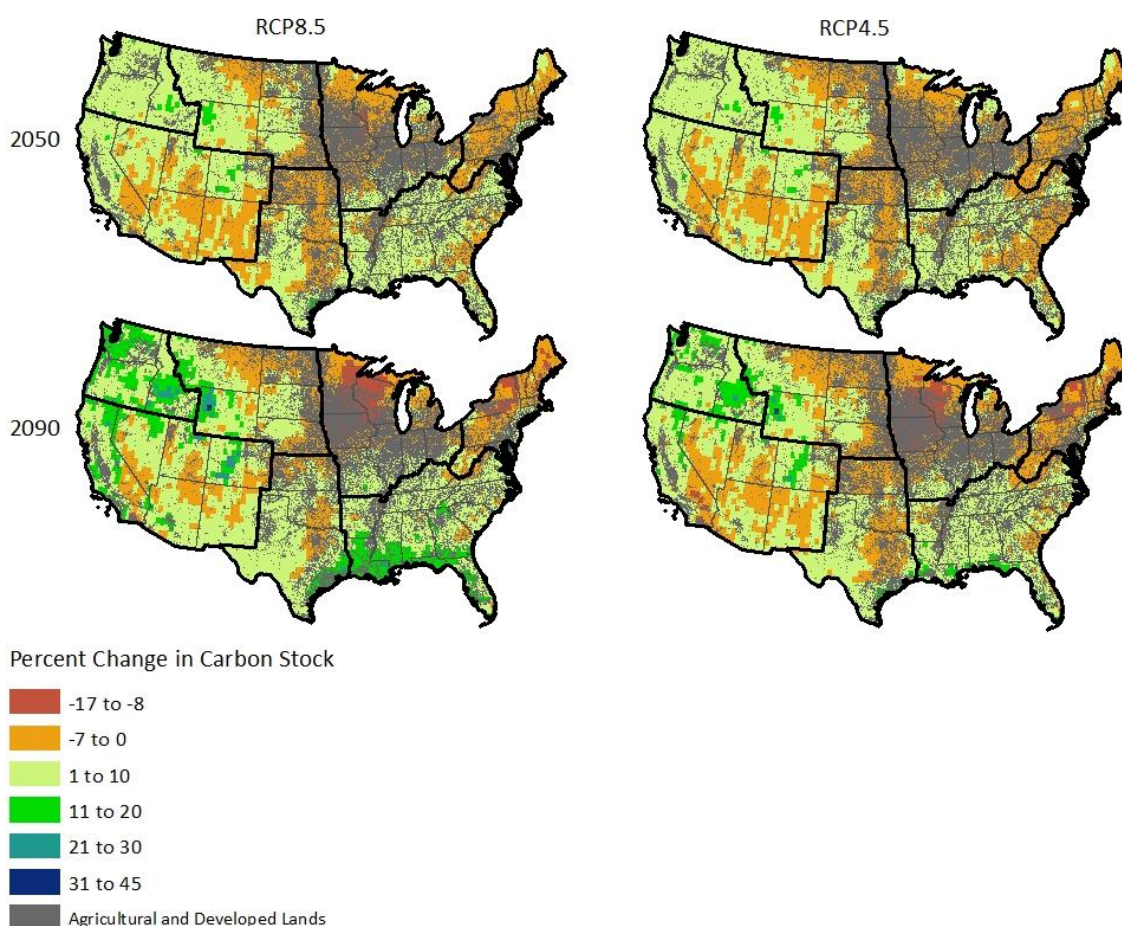 RCP8.5
RCP4.5
2050
2090
Percent Change in Carbon Stock
-17 to -8
-7 to 0
1 to 10
11 to 20
21 to 30
31 to 45
Agricultural and Developed Lands